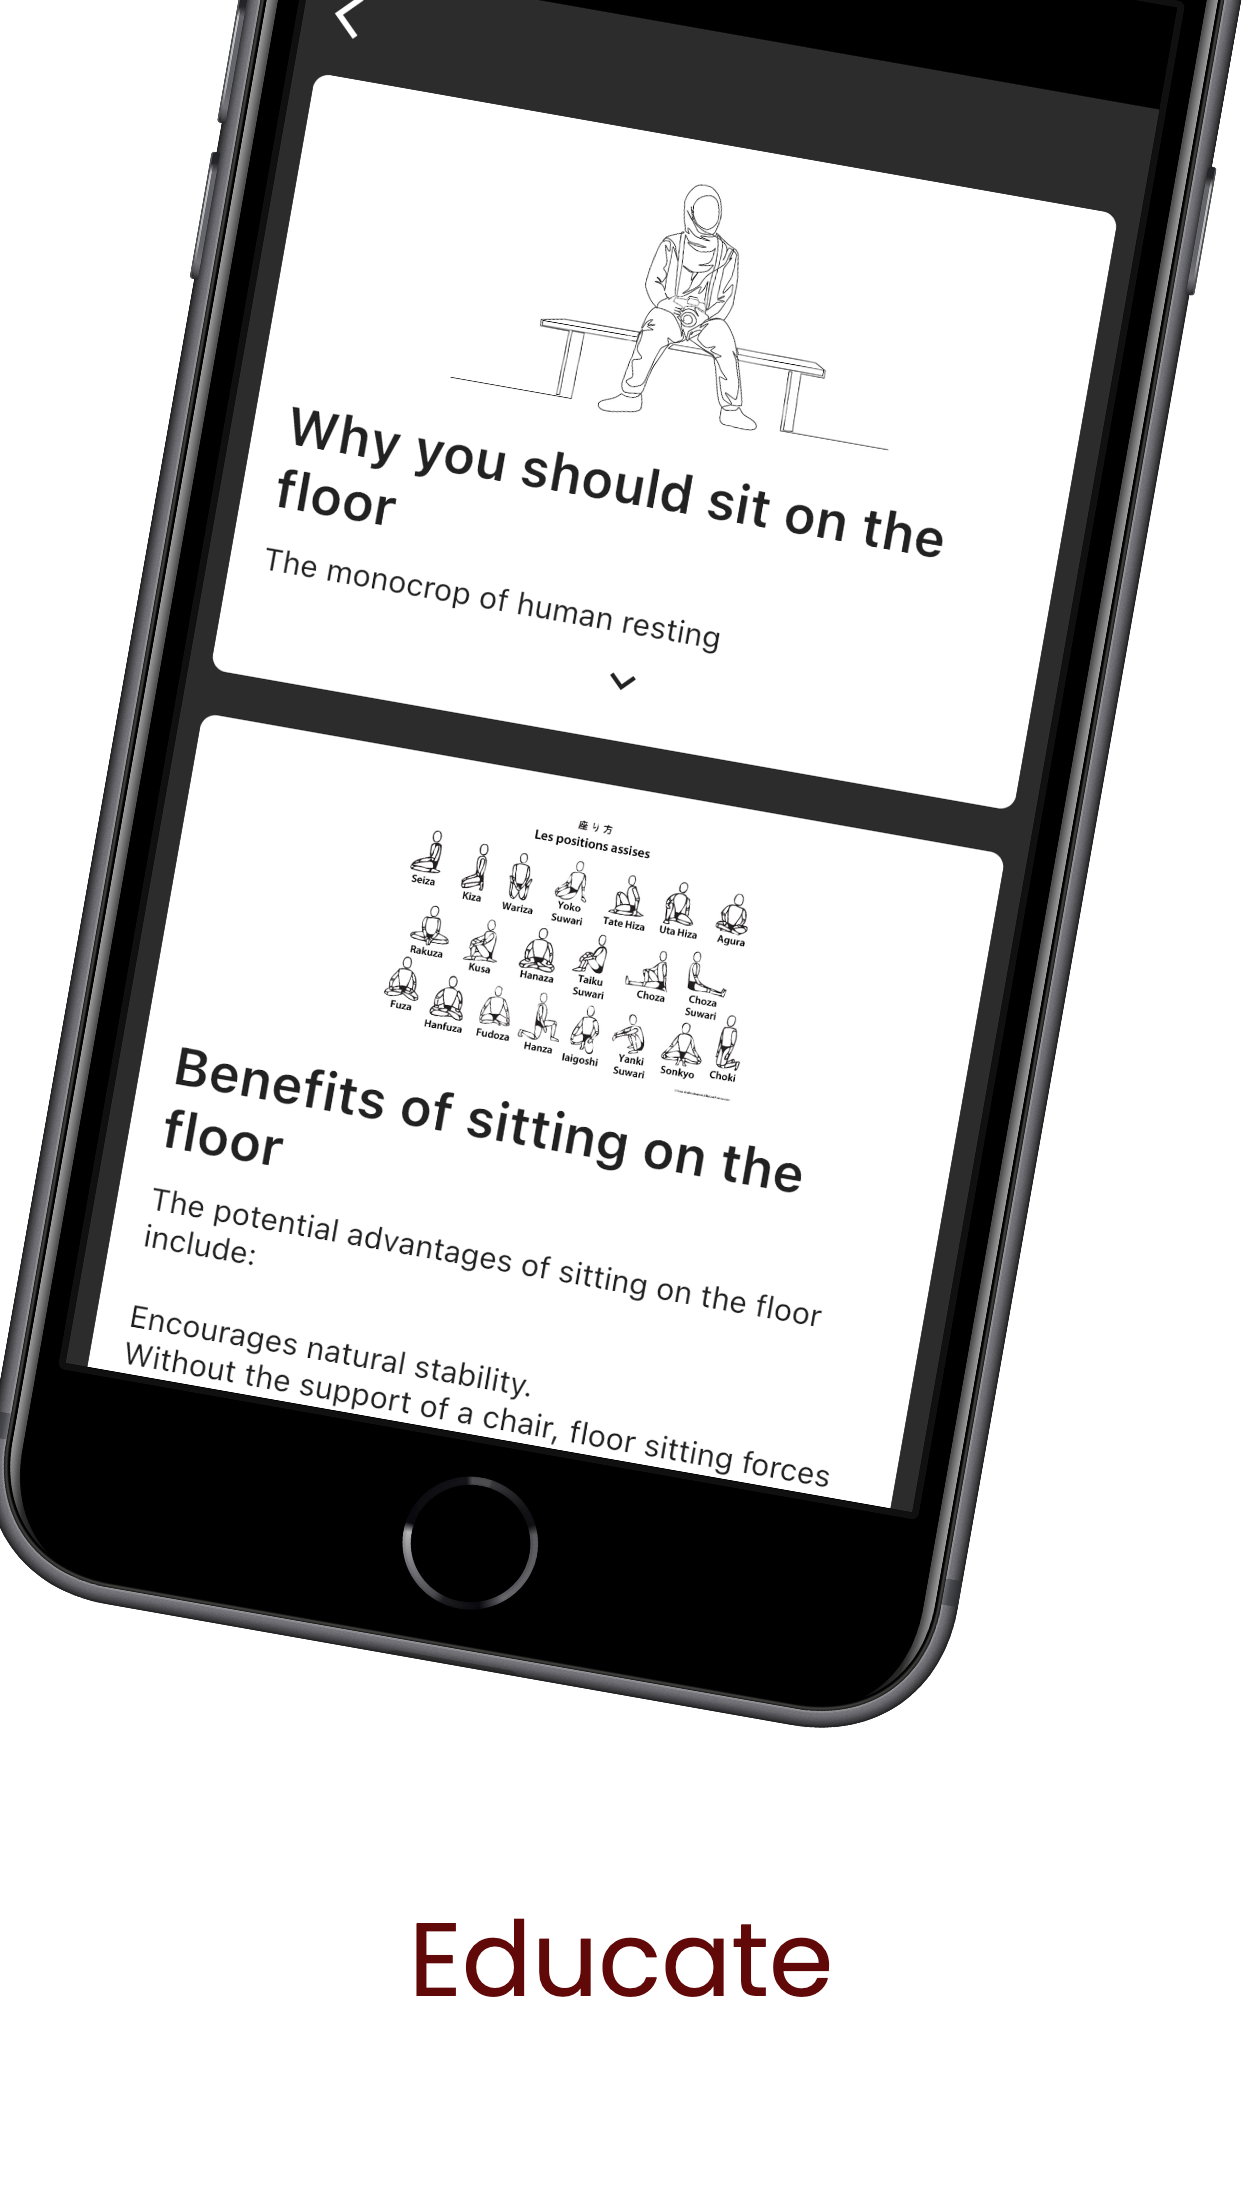 Why you should sit on the
floor
The monocrop of human resting
座り方
Les positions assises
Seiza
Kiza
Wariza
Yoko
Suwari
Tate Hiza
Uta Hiza
Agura
Rakuza
Kusa
Hanaza
Taiku
Suwari
Choza
Choza
Suwari
Fuza
Hanfuza
Fudoza
Hanza
Iaigoshi
Yanki
Suwari
Sonkyo
Choki
Benefits of sitting on the
floor
The potential advantages of sitting on the floor
include:
Encourages natural stability.
Without the support of a chair, floor sitting forces
Educate